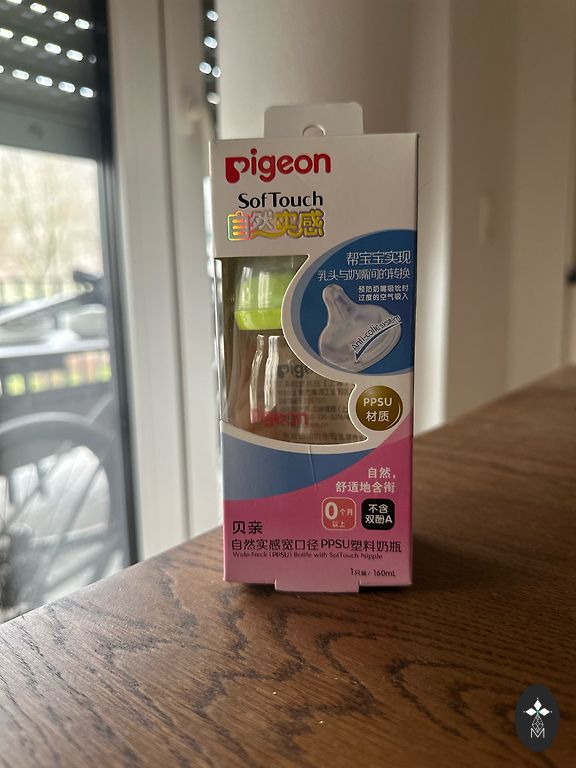 pigeon
SofTouch
自然实感
帮宝宝实现
乳头与奶嘴间的转换
预防奶嘴吸吮时
过度的空气吸入
pigeon
PPSU
材质
自然,
舒适地含衔
0个月
以上
不含
双酚A
贝亲
自然实感宽口径PPSU塑料奶瓶
Wide-Neck (PPSU) Bottle with SofTouch Nipple
1只装/160mL
M